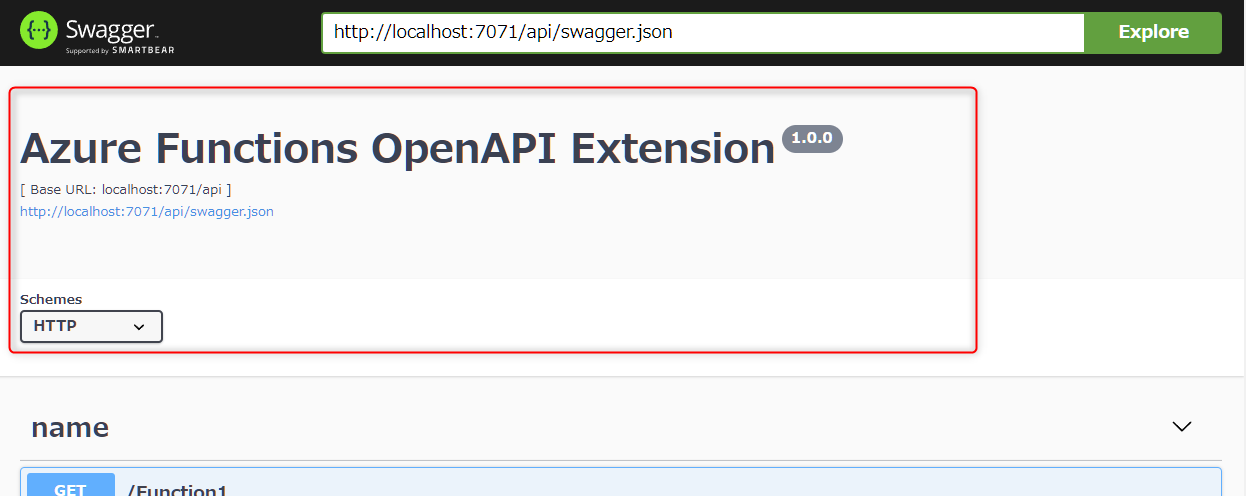 Swagger
Supported by SMARTBEAR
http://localhost:7071/api/swagger.json
Explore
Azure Functions OpenAPI Extension 1.0.0
[ Base URL: localhost:7071/api ]
http://localhost:7071/api/swagger.json
Schemes
HTTP
name
GET /Function1